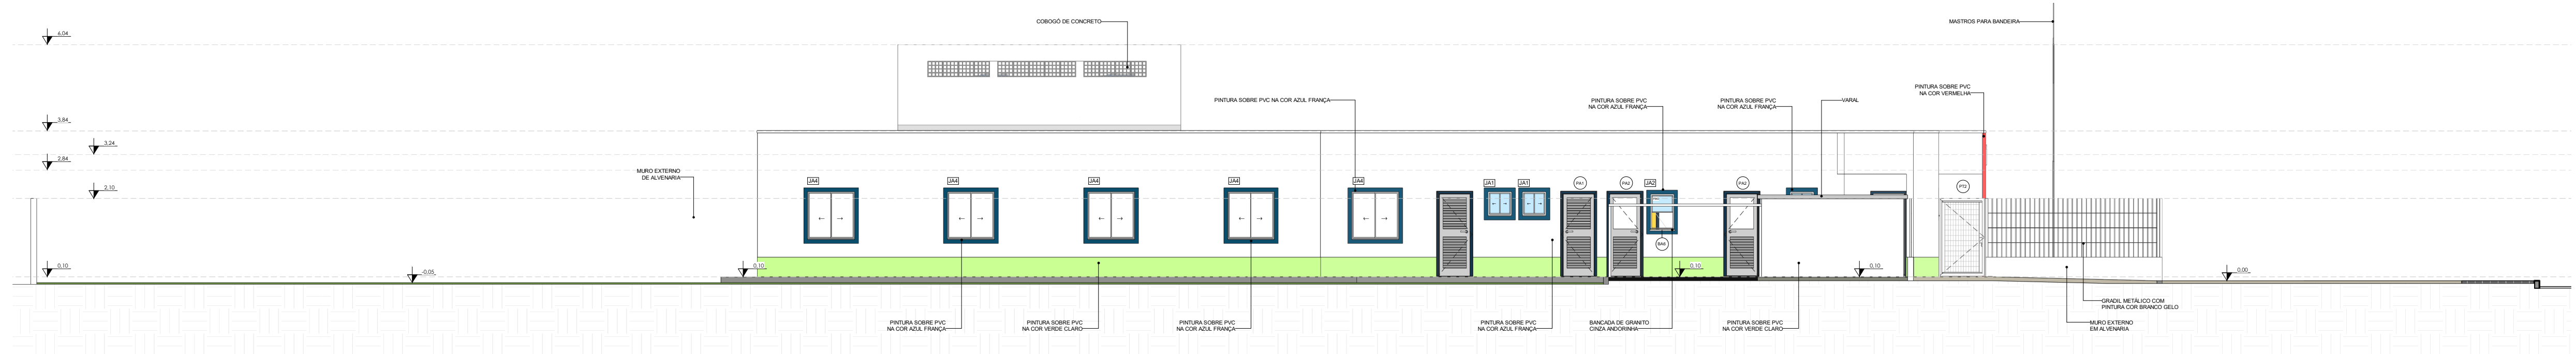 COBOGÓ DE CONCRETO
MASTROS PARA BANDEIRA
6,04
PINTURA SOBRE PVC
NA COR VERMELHA
PINTURA SOBRE PVC NA COR AZUL FRANÇA
PINTURA SOBRE PVC
NA COR AZUL FRANÇA
PINTURA SOBRE PVC
NA COR AZUL FRANÇA
VARAL
3,84
3,24
2,84
MURO EXTERNO
DE ALVENARIA
2,10
JA4
JA4
JA4
JA4
JA4
JA1
JA1
PA1
PA2
JA2
PA2
PT2
BA6
0,10
-0,05
0,10
0,10
0,10
0,00
GRADIL METÁLICO COM
PINTURA COR BRANCO GELO
PINTURA SOBRE PVC
NA COR AZUL FRANÇA
PINTURA SOBRE PVC
NA COR VERDE CLARO
PINTURA SOBRE PVC
NA COR AZUL FRANÇA
PINTURA SOBRE PVC
NA COR AZUL FRANÇA
BANCADA DE GRANITO
CINZA ANDORINHA
PINTURA SOBRE PVC
NA COR VERDE CLARO
MURO EXTERNO
EM ALVENARIA